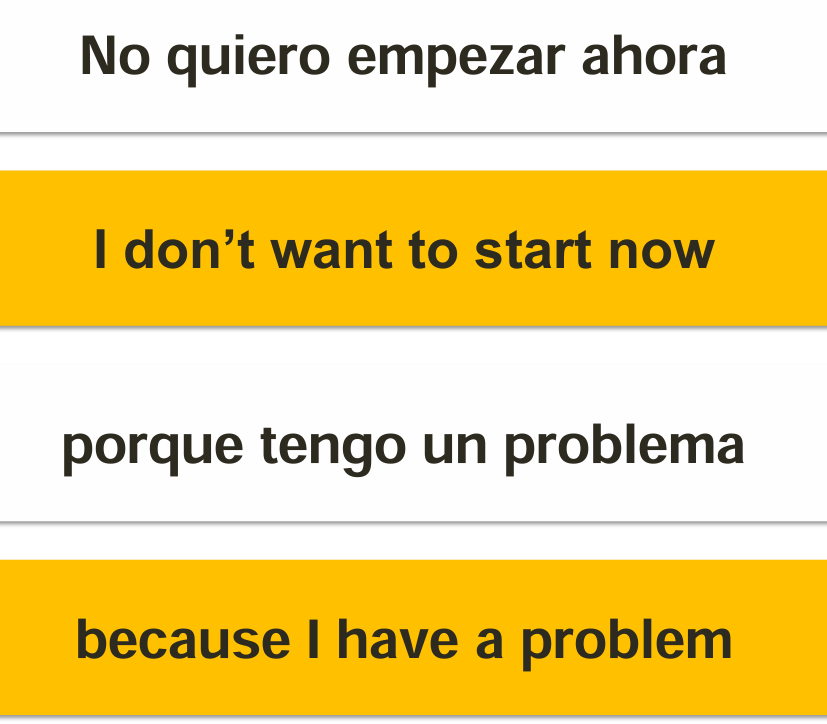 No quiero empezar ahora
I don’t want to start now
porque tengo un problema
because I have a problem